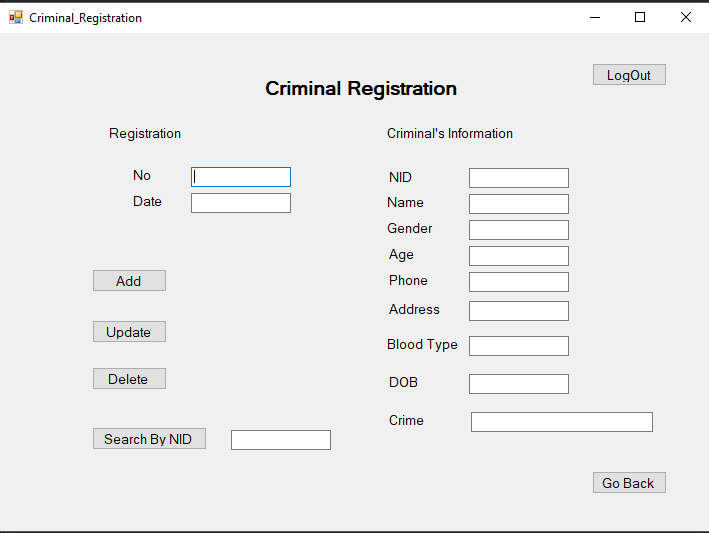 Criminal_Registration
LogOut
Criminal Registration
Registration
No
Date
Add
Update
Delete
Search By NID
Criminal's Information
NID
Name
Gender
Age
Phone
Address
Blood Type
DOB
Crime
Go Back